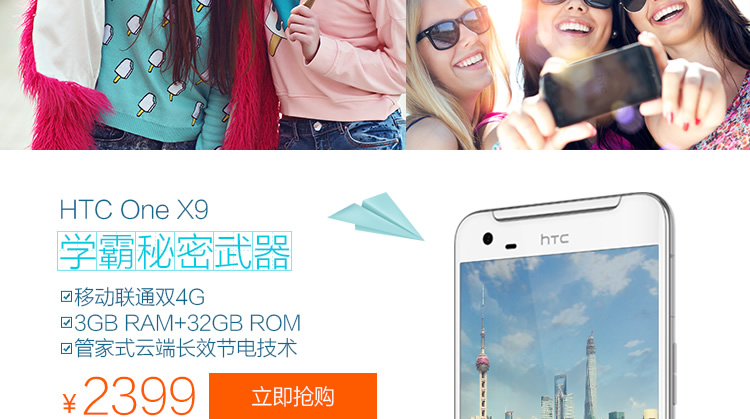 HTC One X9
学霸秘密武器
移动联通双4G
3GB RAM+32GB ROM
管家式云端长效节电技术
¥2399
立即抢购
hTC